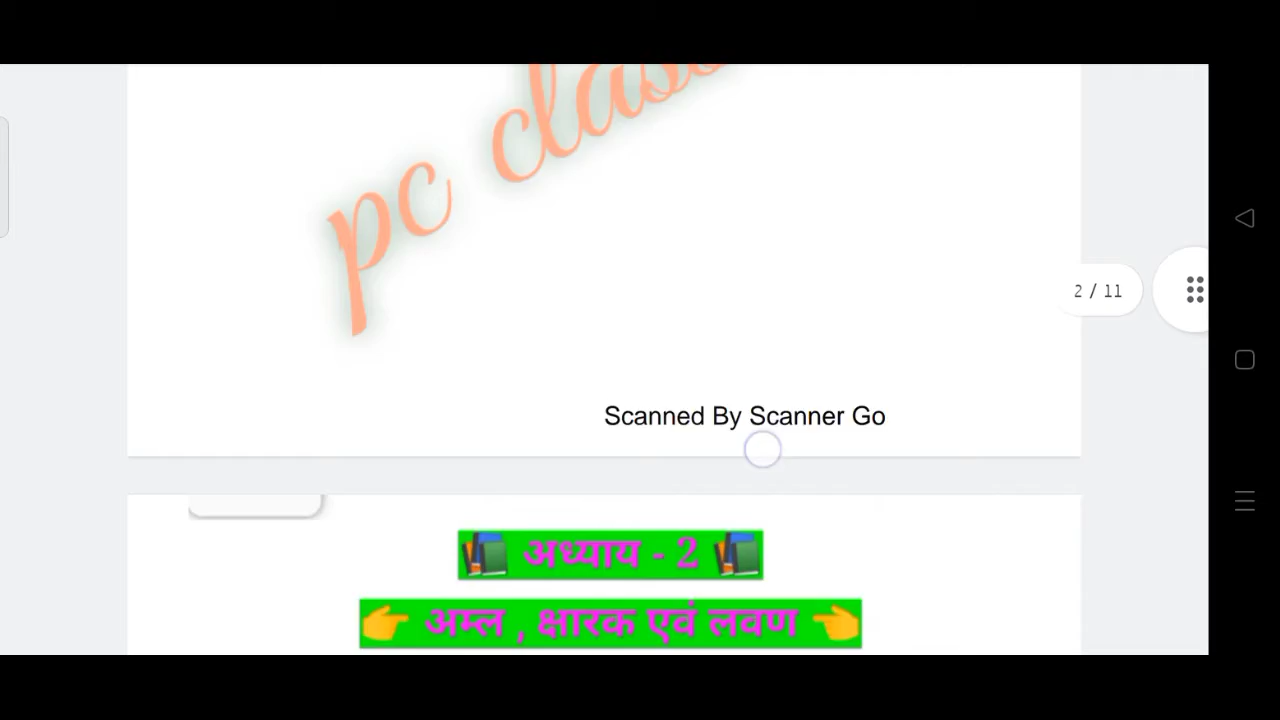 pc class
2 / 11
Scanned By Scanner Go
अध्याय - 2
अम्ल , क्षारक एवं लवण